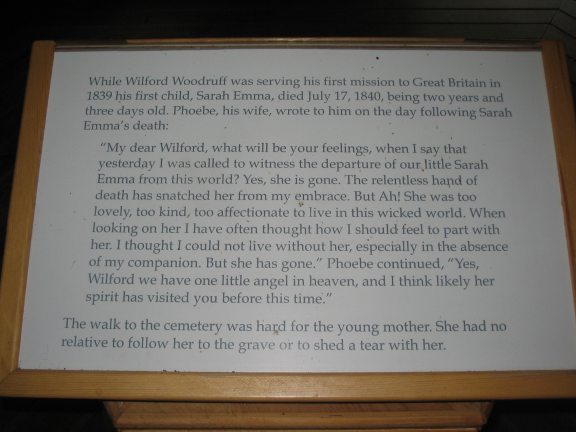 While Wilford Woodruff was serving his first mission to Great Britain in
1839 his first child, Sarah Emma, died July 17, 1840, being two years and
three days old. Phoebe, his wife, wrote to him on the day following Sarah
Emma's death:
"My dear Wilford, what will be your feelings, when I say that
yesterday I was called to witness the departure of our little Sarah
Emma from this world? Yes, she is gone. The relentless hand of
death has snatched her from my embrace. But Ah! She was too
lovely, too kind, too affectionate to live in this wicked world. When
looking on her I have often thought how I should feel to part with
her. I thought I could not live without her, especially in the absence
of my companion. But she has gone." Phoebe continued, "Yes,
Wilford we have one little angel in heaven, and I think likely her
spirit has visited you before this time."
The walk to the cemetery was hard for the young mother. She had no
relative to follow her to the grave or to shed a tear with her.